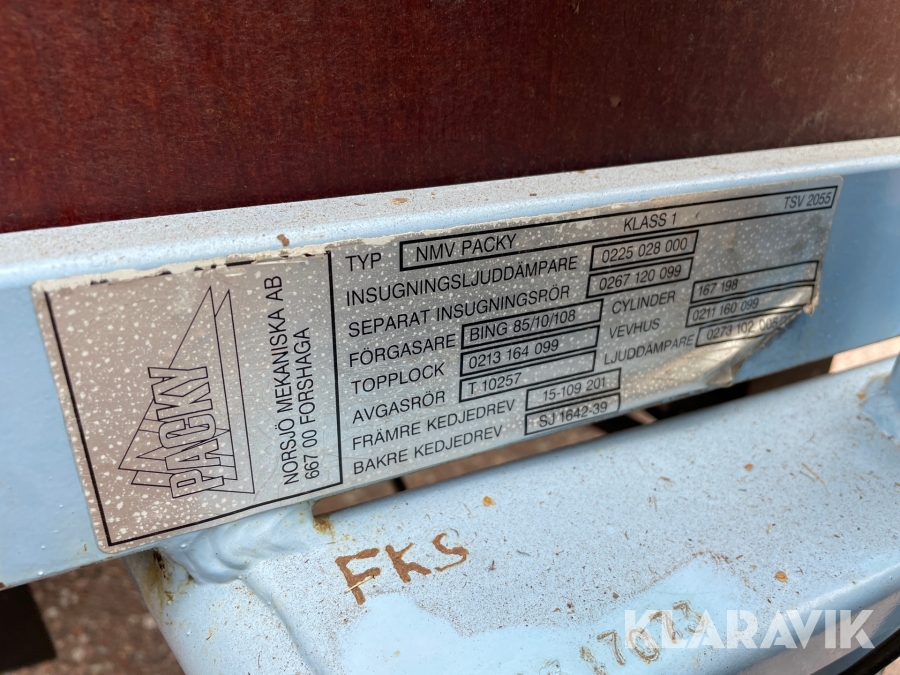 PACKY
NORSJÖ MEKANISKA AB
667 00 FORSHAGA
TYP NMV PACKY KLASS 1 TSV 2055
INSUGNINGSLJUDDÄMPARE 0225 028 000
SEPARAT INSUGNINGSRÖR 0267 120 099
FÖRGASARE BING 85/10/108 CYLINDER 167 198
TOPPLOCK 0213 164 099 VEVHUS 0211 160 099
AVGASRÖR T 10257 LJUDDÄMPARE 0273 102
FRÄMRE KEDJEDREV 15-109 201
BAKRE KEDJEDREV SJ 1642-39
FKS
KLARAVIK